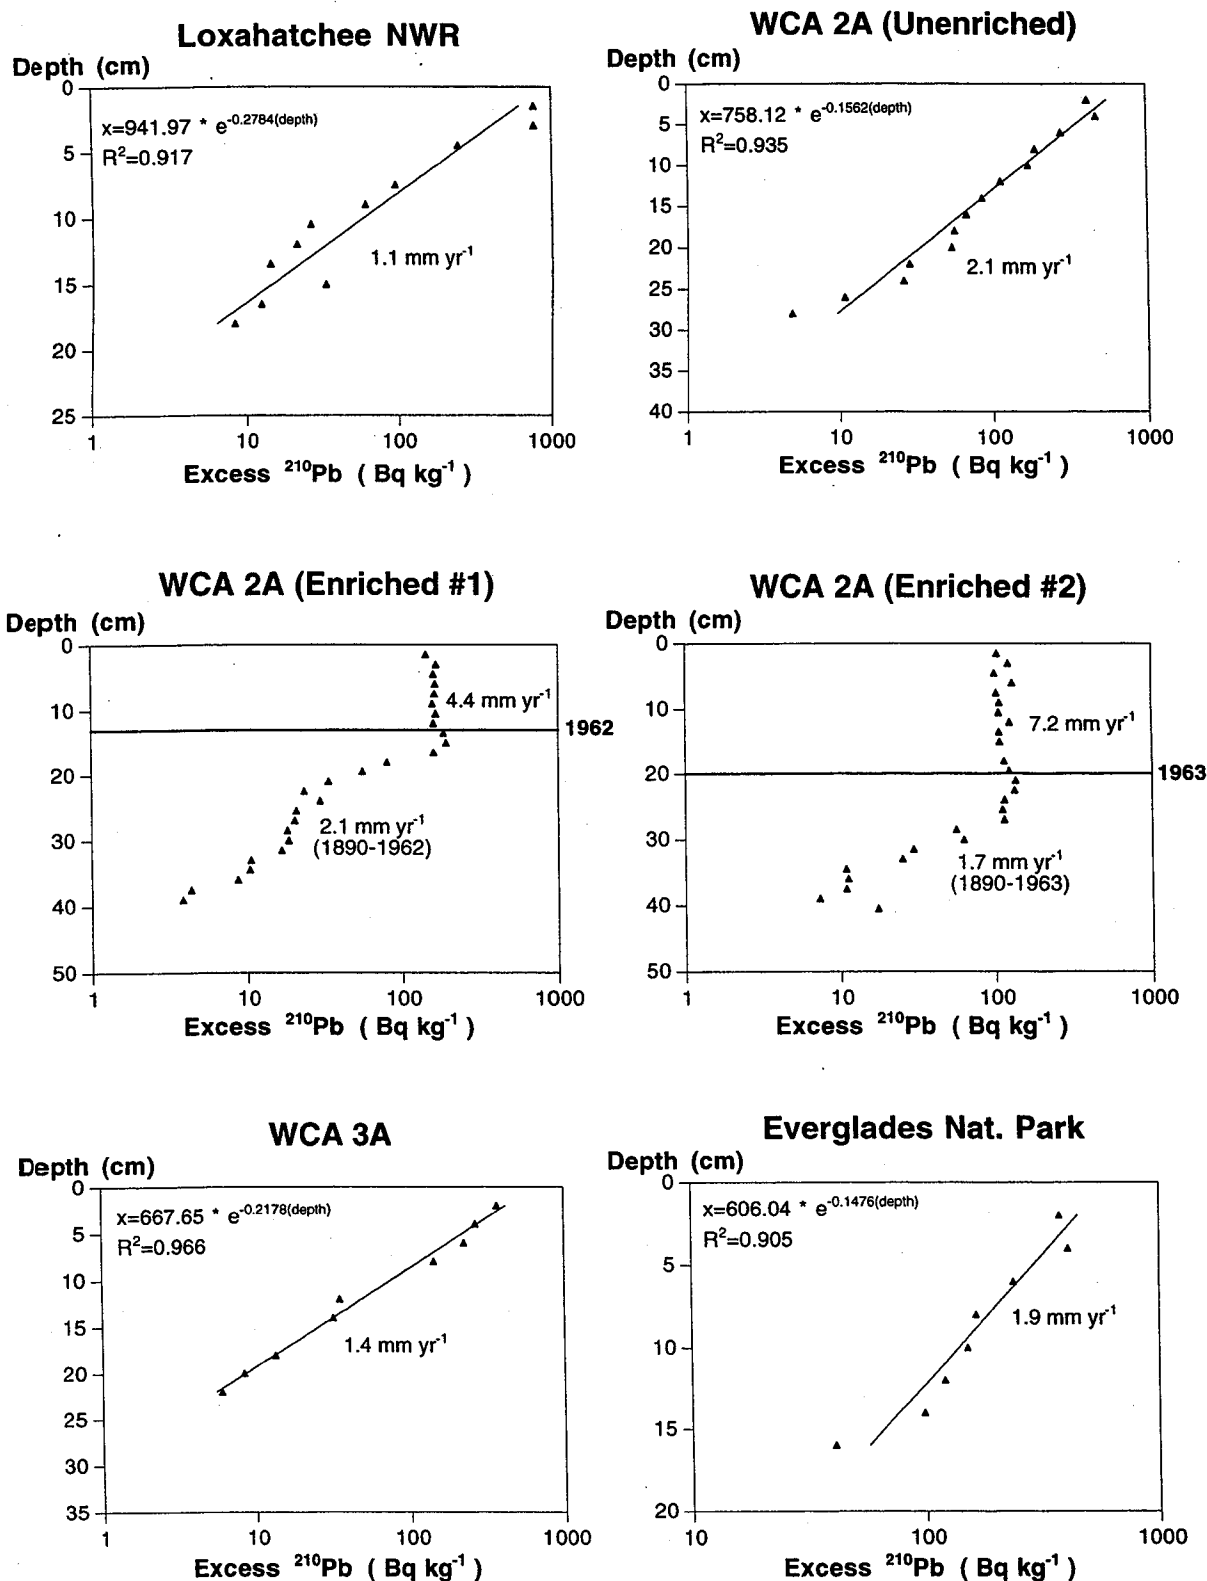 Loxahatchee NWR
Depth (cm)
0
5
10
15
20
25
x=941.97 * e-0.2784(depth)
R2=0.917
1.1 mm yr-1
1
10
100
1000
Excess 210Pb ( Bq kg-1 )
WCA 2A (Unenriched)
Depth (cm)
0
5
10
15
20
25
30
35
40
x=758.12 * e-0.1562(depth)
R2=0.935
2.1 mm yr-1
1
10
100
1000
Excess 210Pb ( Bq kg-1 )
WCA 2A (Enriched #1)
Depth (cm)
0
10
20
30
40
50
4.4 mm yr-1
1962
2.1 mm yr-1
(1890-1962)
1
10
100
1000
Excess 210Pb ( Bq kg-1 )
WCA 2A (Enriched #2)
Depth (cm)
0
10
20
30
40
50
7.2 mm yr-1
1963
1.7 mm yr-1
(1890-1963)
1
10
100
1000
Excess 210Pb ( Bq kg-1 )
WCA 3A
Depth (cm)
0
5
10
15
20
25
30
35
x=667.65 * e-0.2178(depth)
R2=0.966
1.4 mm yr-1
1
10
100
1000
Excess 210Pb ( Bq kg-1 )
Everglades Nat. Park
Depth (cm)
0
5
10
15
20
x=606.04 * e-0.1476(depth)
R2=0.905
1.9 mm yr-1
10
100
1000
Excess 210Pb ( Bq kg-1 )